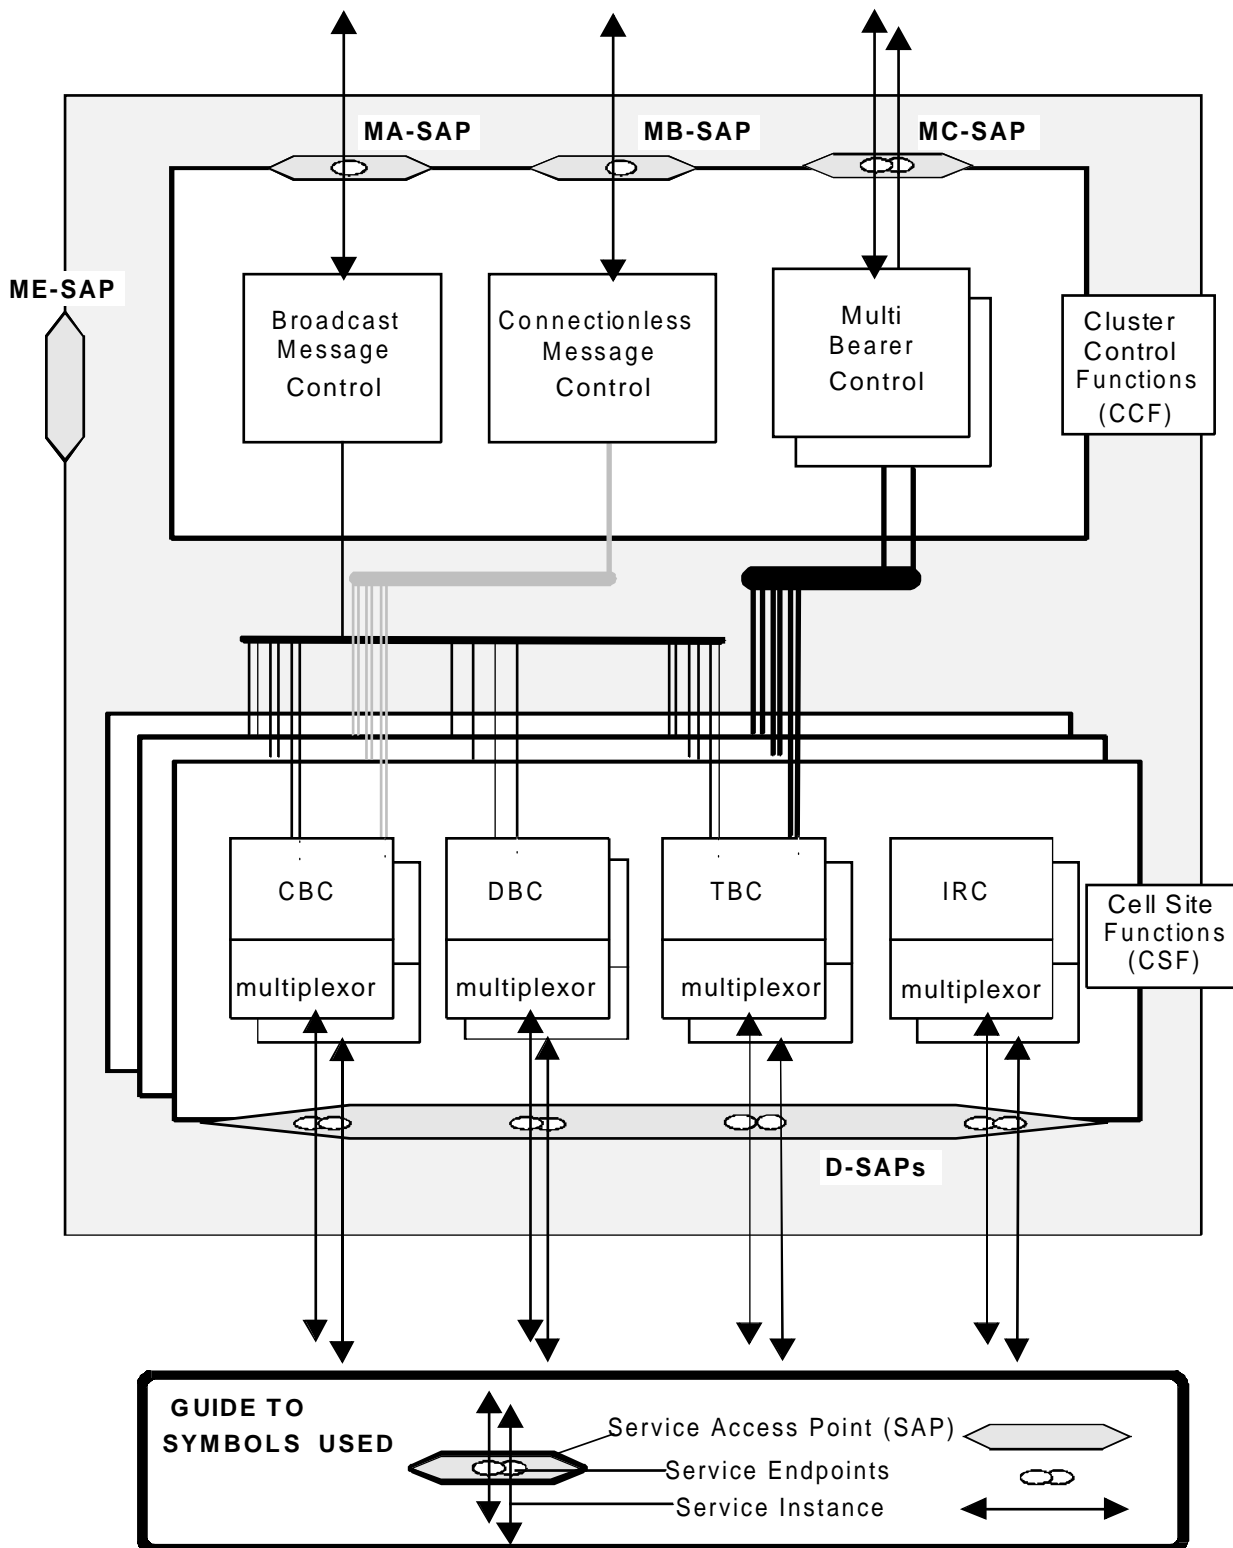 MA-SAP
MB-SAP
MC-SAP
ME-SAP
Broadcast
Message
Control
Connectionless
Message
Control
Multi
Bearer
Control
Cluster
Control
Functions
(CCF)
CBC
DBC
TBC
IRC
multiplexor
multiplexor
multiplexor
multiplexor
Cell Site
Functions
(CSF)
D-SAPs
GUIDE TO
SYMBOLS USED
Service Access Point (SAP)
Service Endpoints
Service Instance